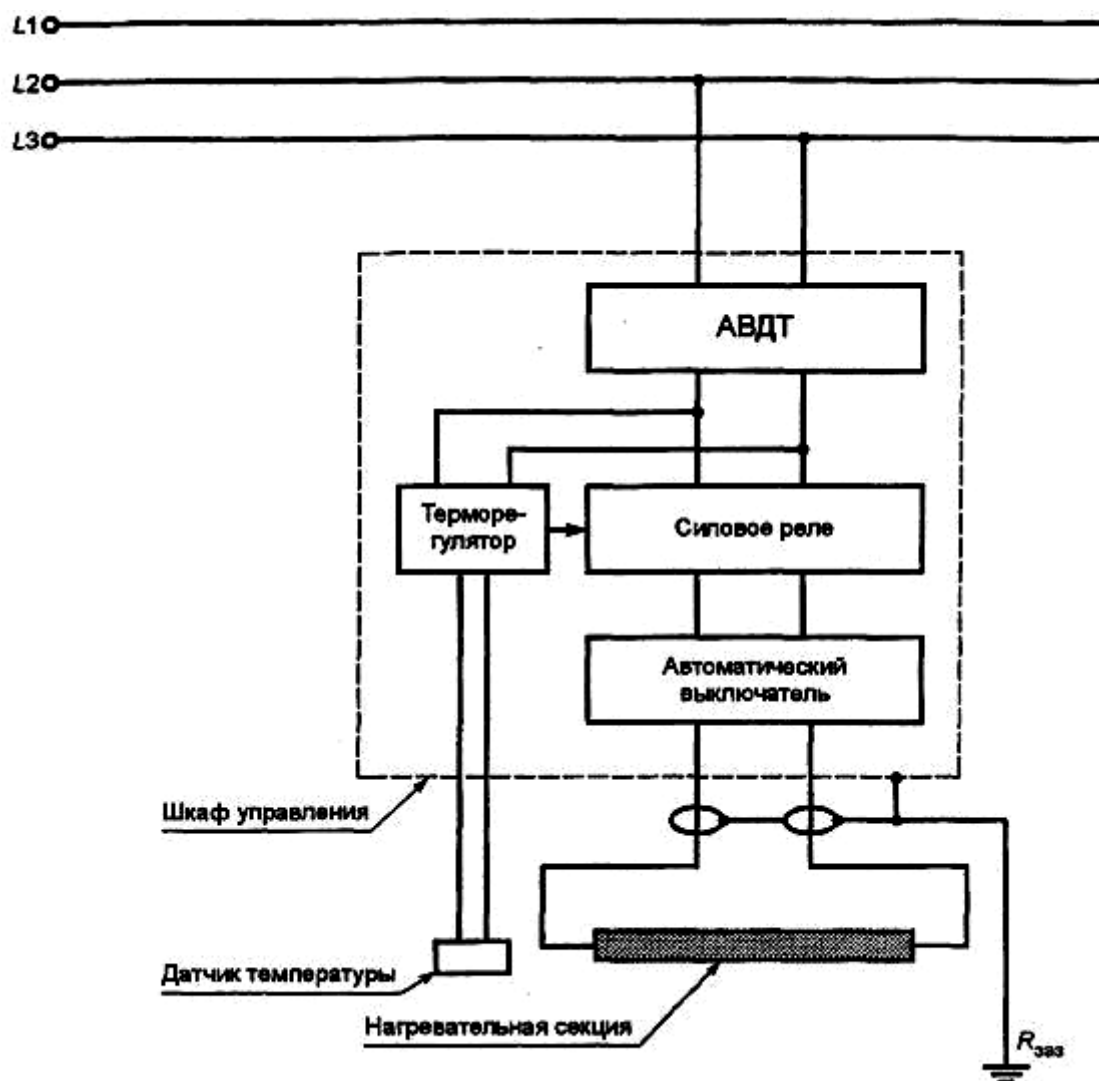 L1
L2
L3
АВДТ
Терморе-
гулятор
Силовое реле
Автоматический
выключатель
Шкаф управления
Датчик температуры
Нагревательная секция
Rзаз